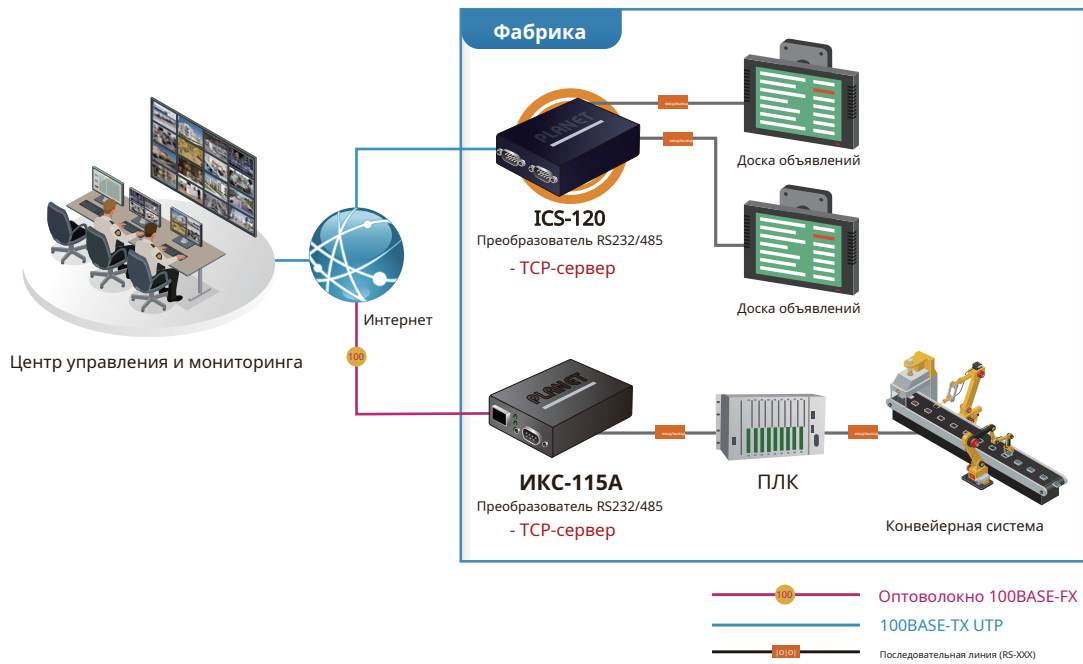 Фабрика
PLANET
Доска объявлений
ICS-120
Преобразователь RS232/485
- TCP-сервер
Доска объявлений
Интернет
Центр управления и мониторинга
100
PLANET
ИКС-115А
Преобразователь RS232/485
- TCP-сервер
ПЛК
Конвейерная система
100
Оптоволокно 100BASE-FX
100BASE-TX UTP
|O|O|
Последовательная линия (RS-XXX)